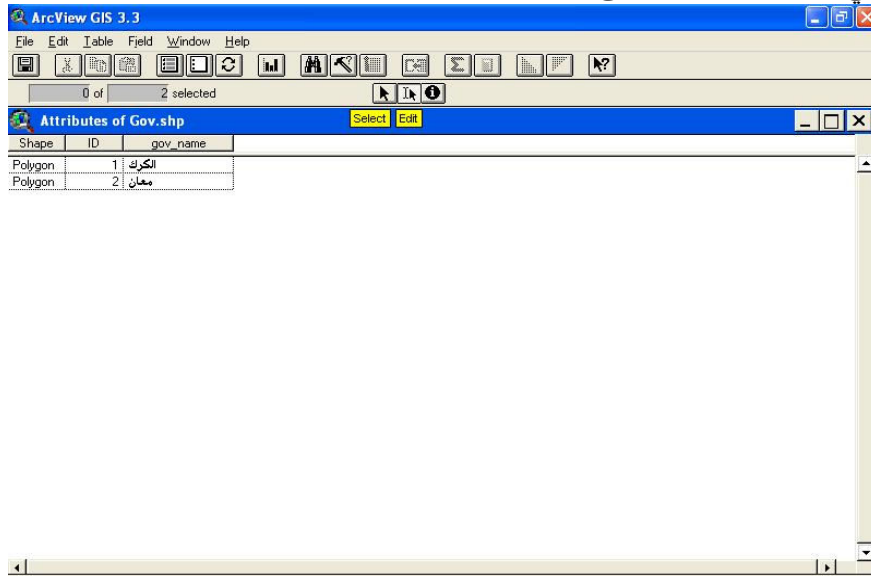 ArcView GIS 3.3
File Edit Table Field Window Help
0 of 2 selected
Attributes of Gov.shp Select Edit
Shape ID gov_name
Polygon 1 الكرك
Polygon 2 معان